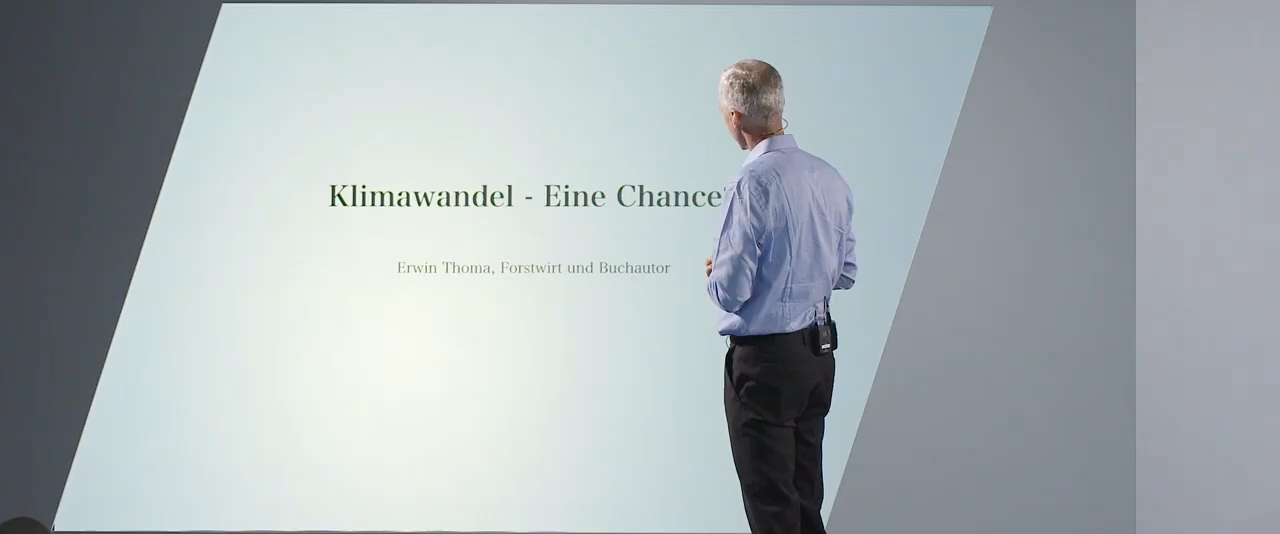 Klimawandel - Eine Chance
Erwin Thoma, Forstwirt und Buchautor